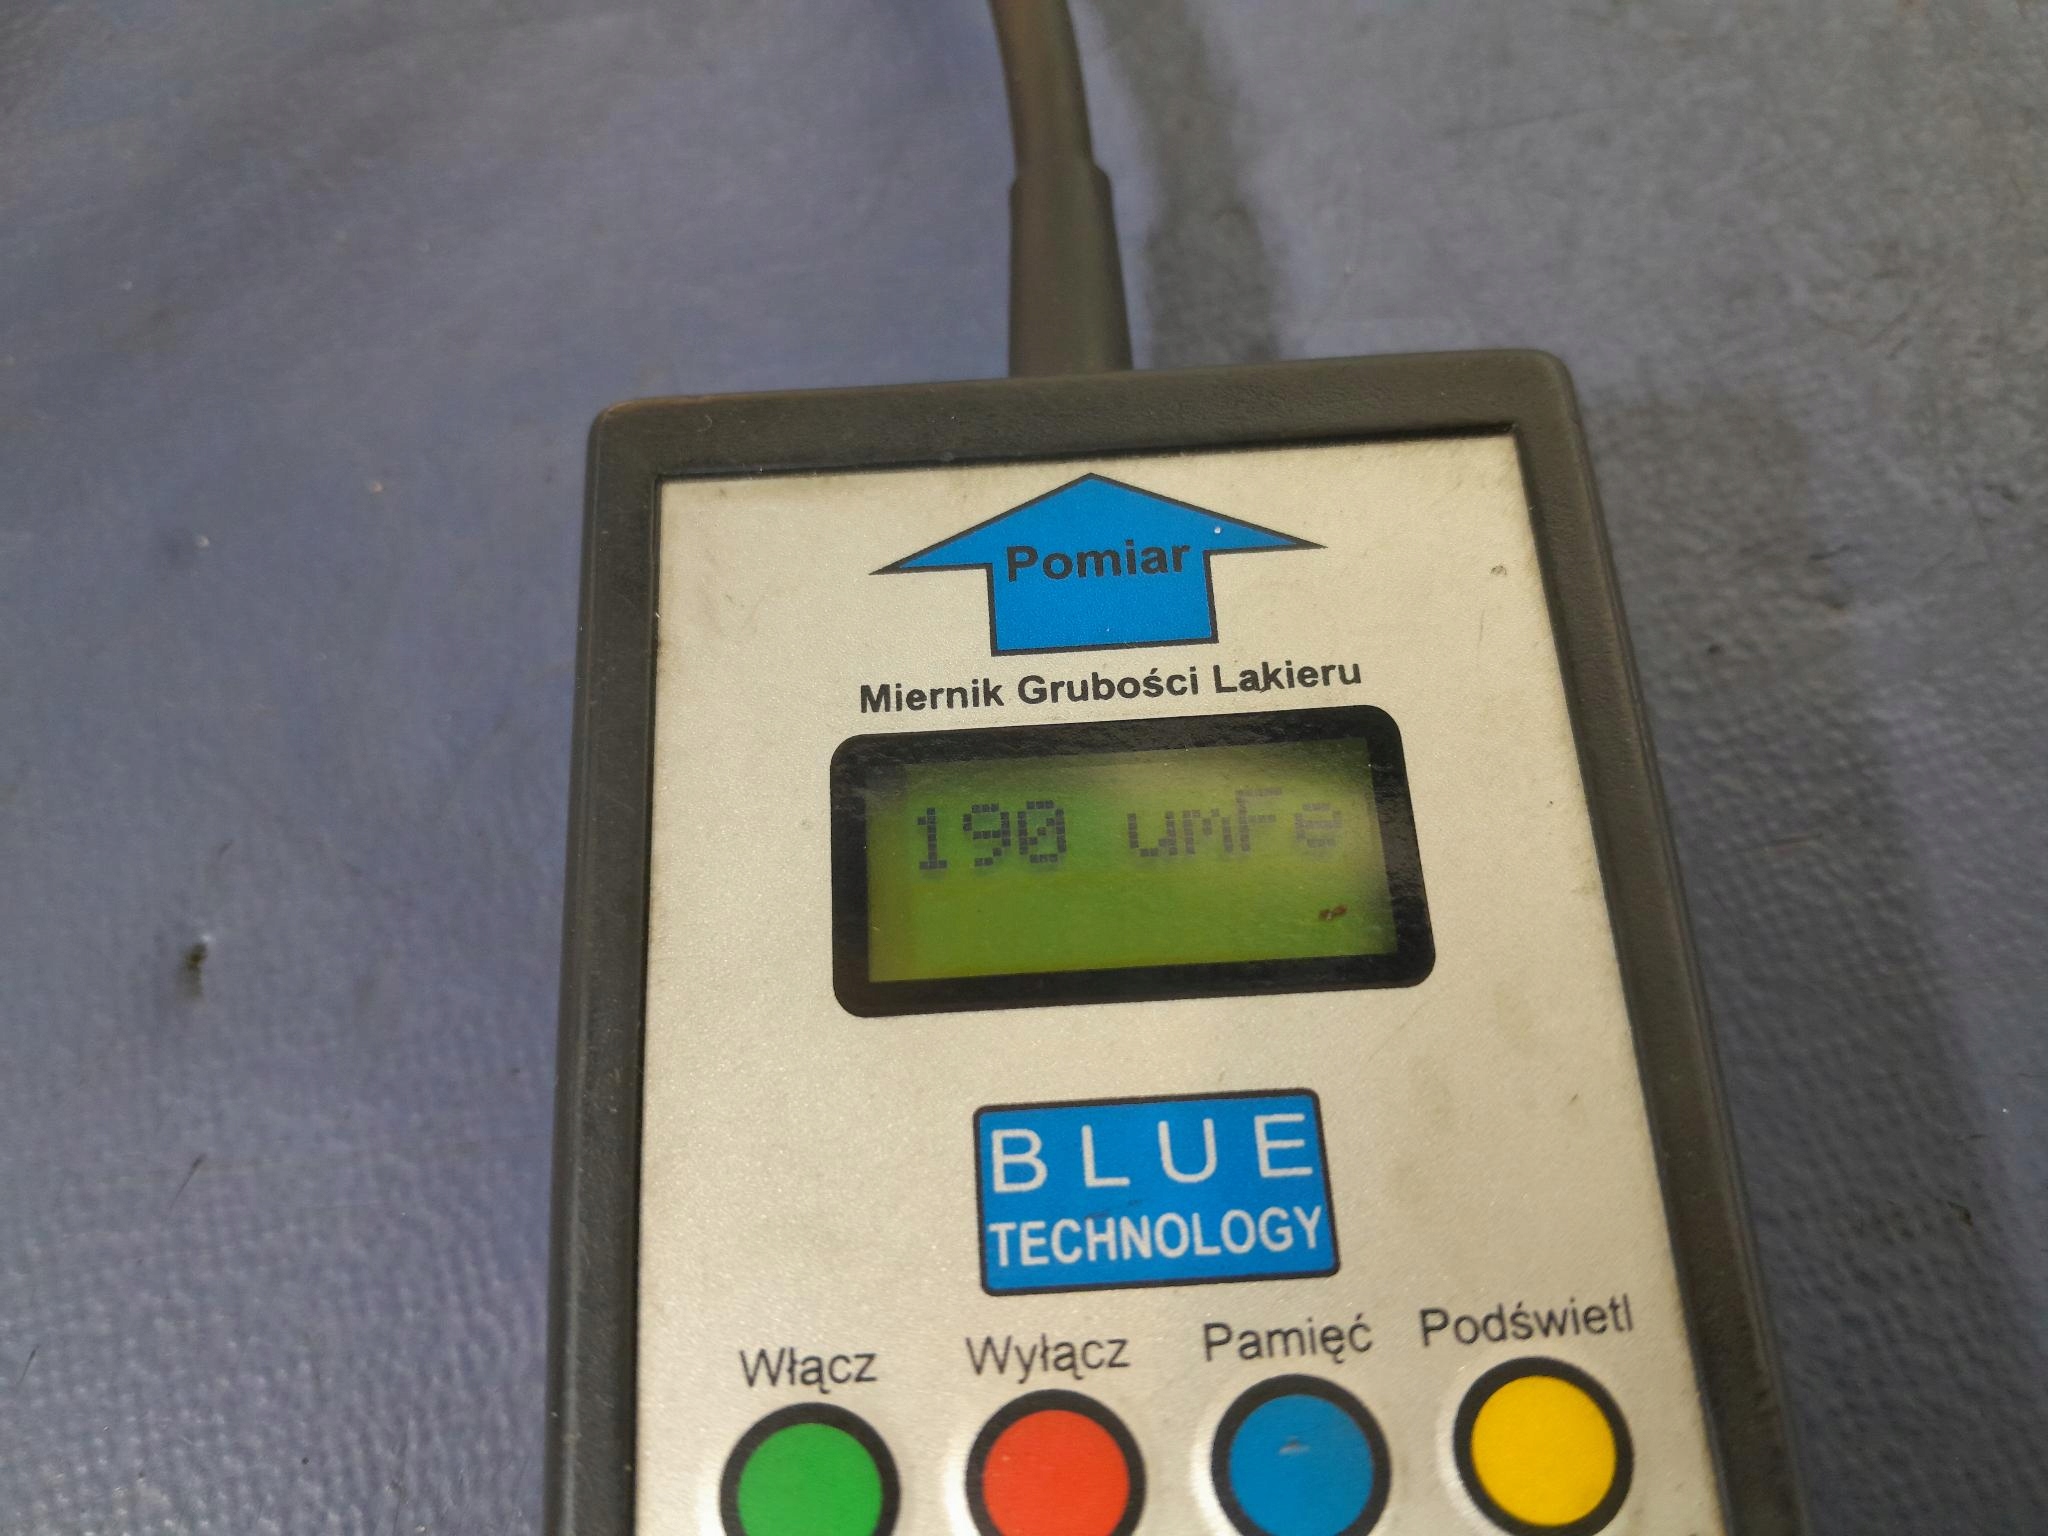 Pomiar
Miernik Grubości Lakieru
190 umFe
BLUE
TECHNOLOGY
Włącz Wyłącz Pamięć Podświetl